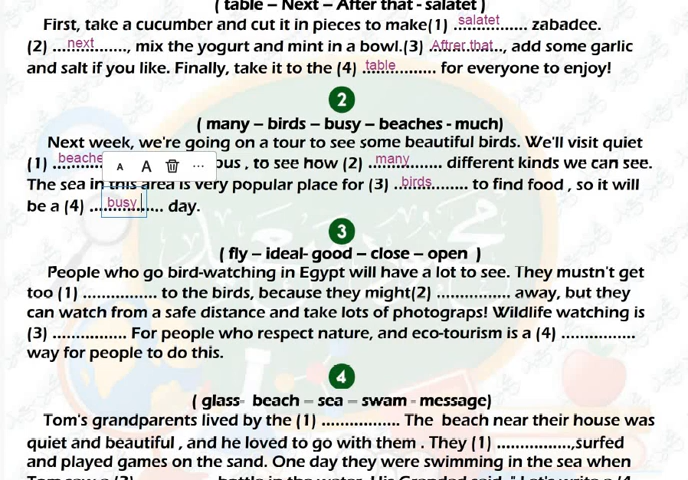 ( table – Next – After that - salatet )
First, take a cucumber and cut it in pieces to make(1) ...salatet... zabadee.
(2) ...next..., mix the yogurt and mint in a bowl.(3) .Aftrer that.., add some garlic
and salt if you like. Finally, take it to the (4) .table............ for everyone to enjoy!
2
( many – birds – busy – beaches - much)
Next week, we're going on a tour to see some beautiful birds. We'll visit quiet
(1) .beache A A ... , to see how (2) ...many........ different kinds we can see.
The sea in this area is very popular place for (3) ...birds......... to find food , so it will
be a (4) ...busy....... day.
3
( fly – ideal- good – close – open )
People who go bird-watching in Egypt will have a lot to see. They mustn't get
too (1) ................ to the birds, because they might(2) ................ away, but they
can watch from a safe distance and take lots of photograps! Wildlife watching is
(3) ................ For people who respect nature, and eco-tourism is a (4) ................
way for people to do this.
4
( glass- beach – sea – swam - message)
Tom's grandparents lived by the (1) ................. The beach near their house was
quiet and beautiful , and he loved to go with them . They (1) ................,surfed
and played games on the sand. One day they were swimming in the sea when